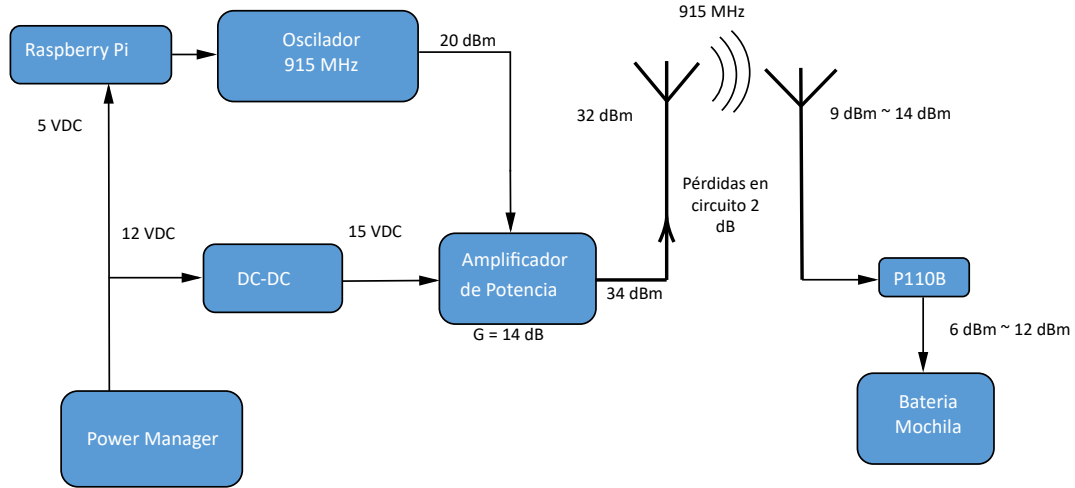 915 MHz
Raspberry Pi
Oscilador
915 MHz
20 dBm
5 VDC
32 dBm
9 dBm ~ 14 dBm
Pérdidas en
circuito 2
dB
12 VDC
15 VDC
DC-DC
Amplificador
de Potencia
34 dBm
G = 14 dB
P110B
6 dBm ~ 12 dBm
Power Manager
Bateria
Mochila